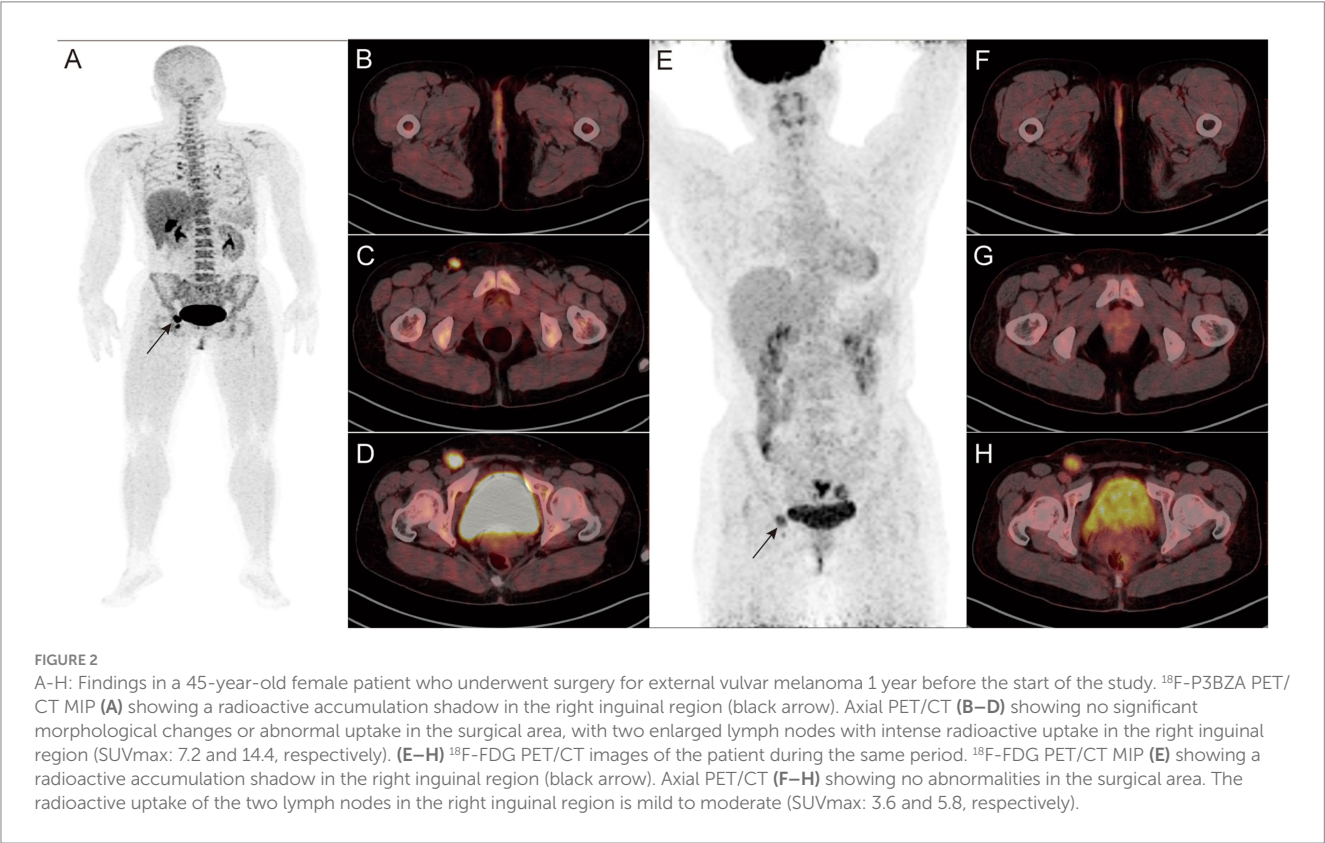 A
B
C
D
E
F
G
H
FIGURE 2
A-H: Findings in a 45-year-old female patient who underwent surgery for external vulvar melanoma 1 year before the start of the study. ¹⁸F-P3BZA PET/
CT MIP (A) showing a radioactive accumulation shadow in the right inguinal region (black arrow). Axial PET/CT (B–D) showing no significant
morphological changes or abnormal uptake in the surgical area, with two enlarged lymph nodes with intense radioactive uptake in the right inguinal
region (SUVmax: 7.2 and 14.4, respectively). (E–H) ¹⁸F-FDG PET/CT images of the patient during the same period. ¹⁸F-FDG PET/CT MIP (E) showing a
radioactive accumulation shadow in the right inguinal region (black arrow). Axial PET/CT (F–H) showing no abnormalities in the surgical area. The
radioactive uptake of the two lymph nodes in the right inguinal region is mild to moderate (SUVmax: 3.6 and 5.8, respectively).